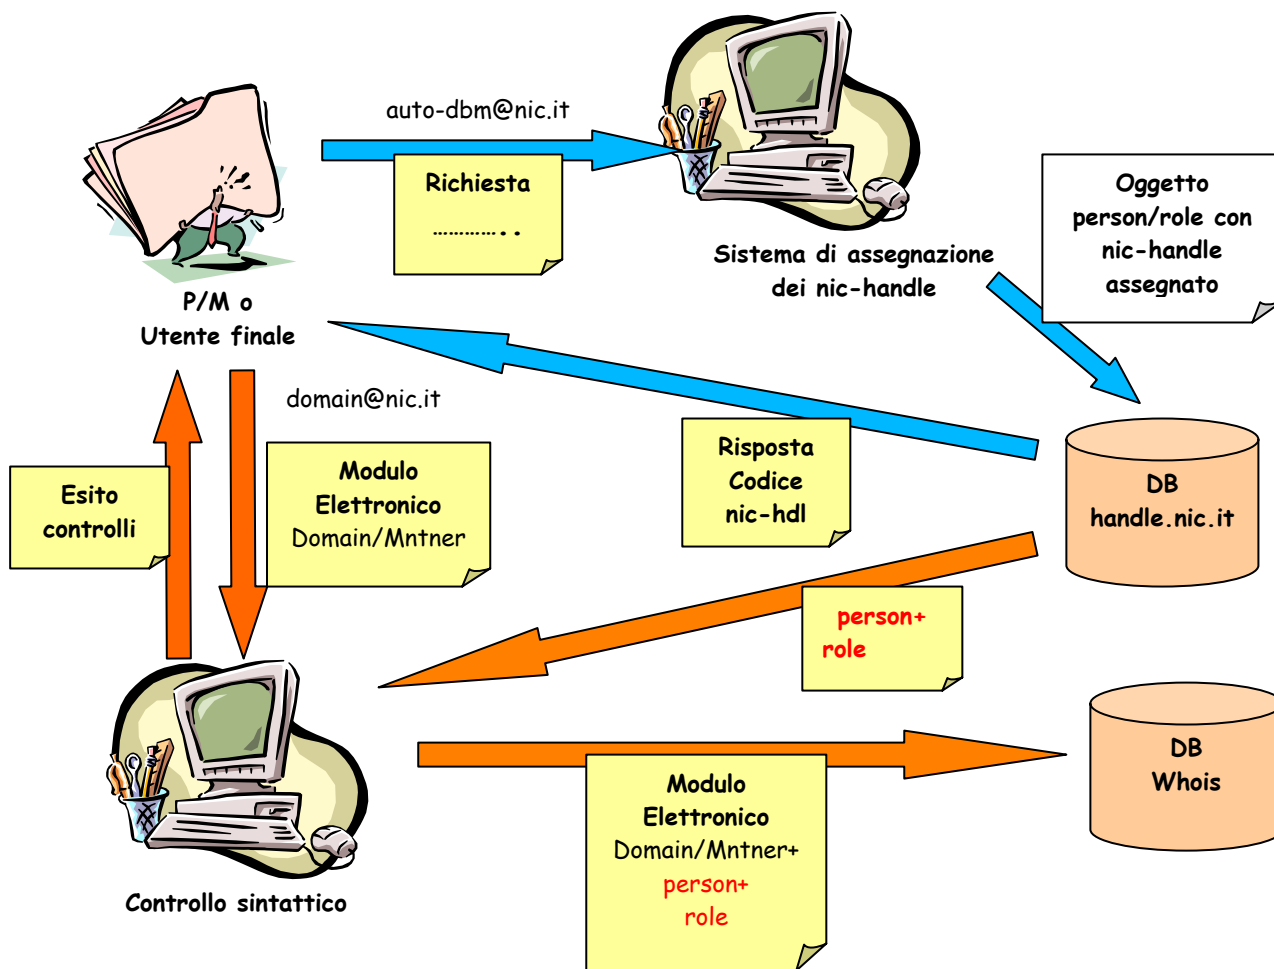 auto-dbm@nic.it
Richiesta
…………..
Oggetto
person/role con
nic-handle
assegnato
Sistema di assegnazione
dei nic-handle
P/M o
Utente finale
domain@nic.it
Modulo
Elettronico
Domain/Mntner
Esito
controlli
Risposta
Codice
nic-hdl
DB
handle.nic.it
person+
role
DB
Whois
Modulo
Elettronico
Domain/Mntner+
person+
role
Controllo sintattico